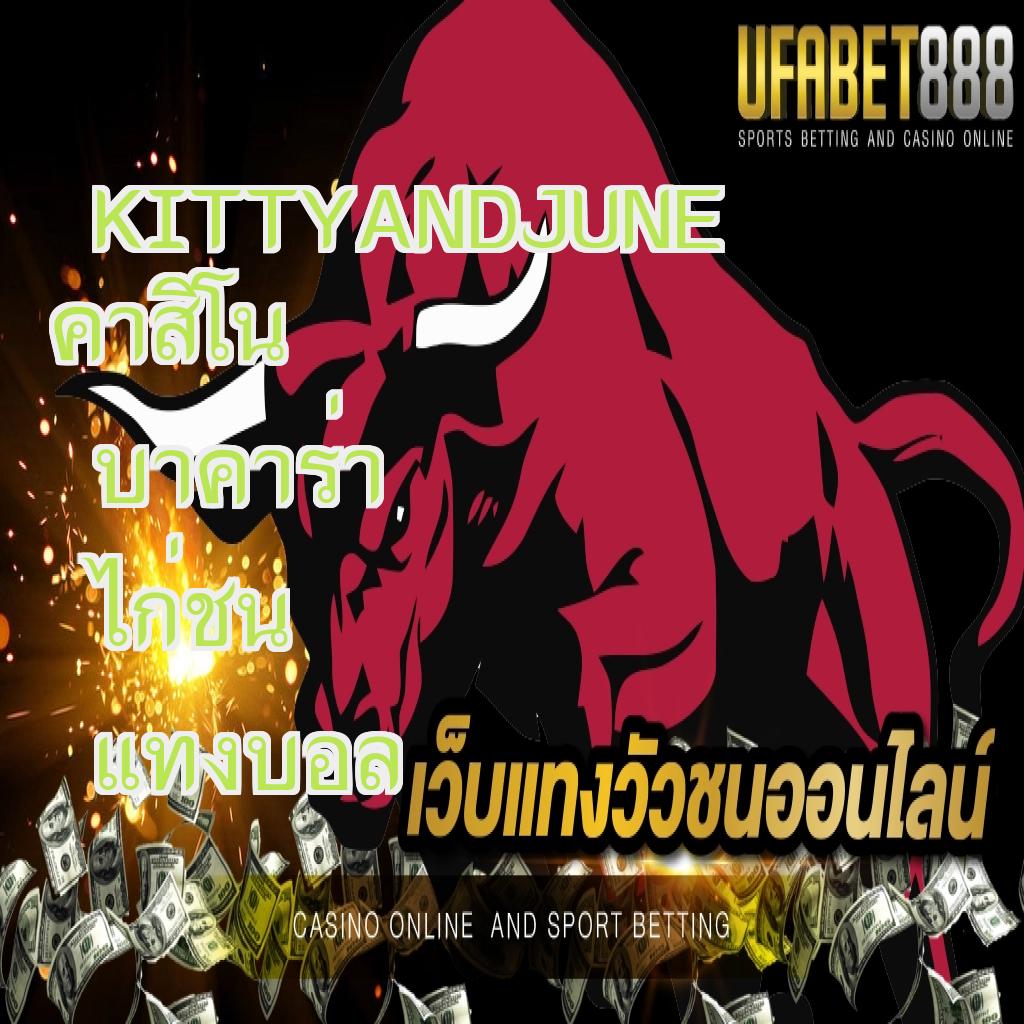 UFABET888
SPORTS BETTING AND CASINO ONLINE
KITTYANDJUNE
คาสิโน
บาคาร่า
ไก่ชน
แทงบอล
เว็บแทงวัวชนออนไลน์
CASINO ONLINE AND SPORT BETTING